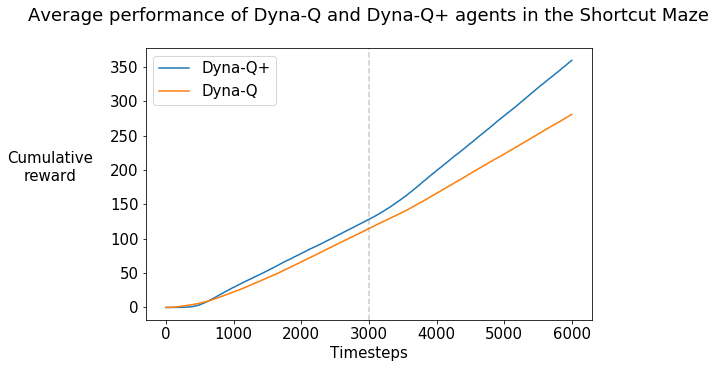 Average performance of Dyna-Q and Dyna-Q+ agents in the Shortcut Maze
Dyna-Q+
Dyna-Q
Cumulative
reward
350
300
250
200
150
100
50
0
0 1000 2000 3000 4000 5000 6000
Timesteps